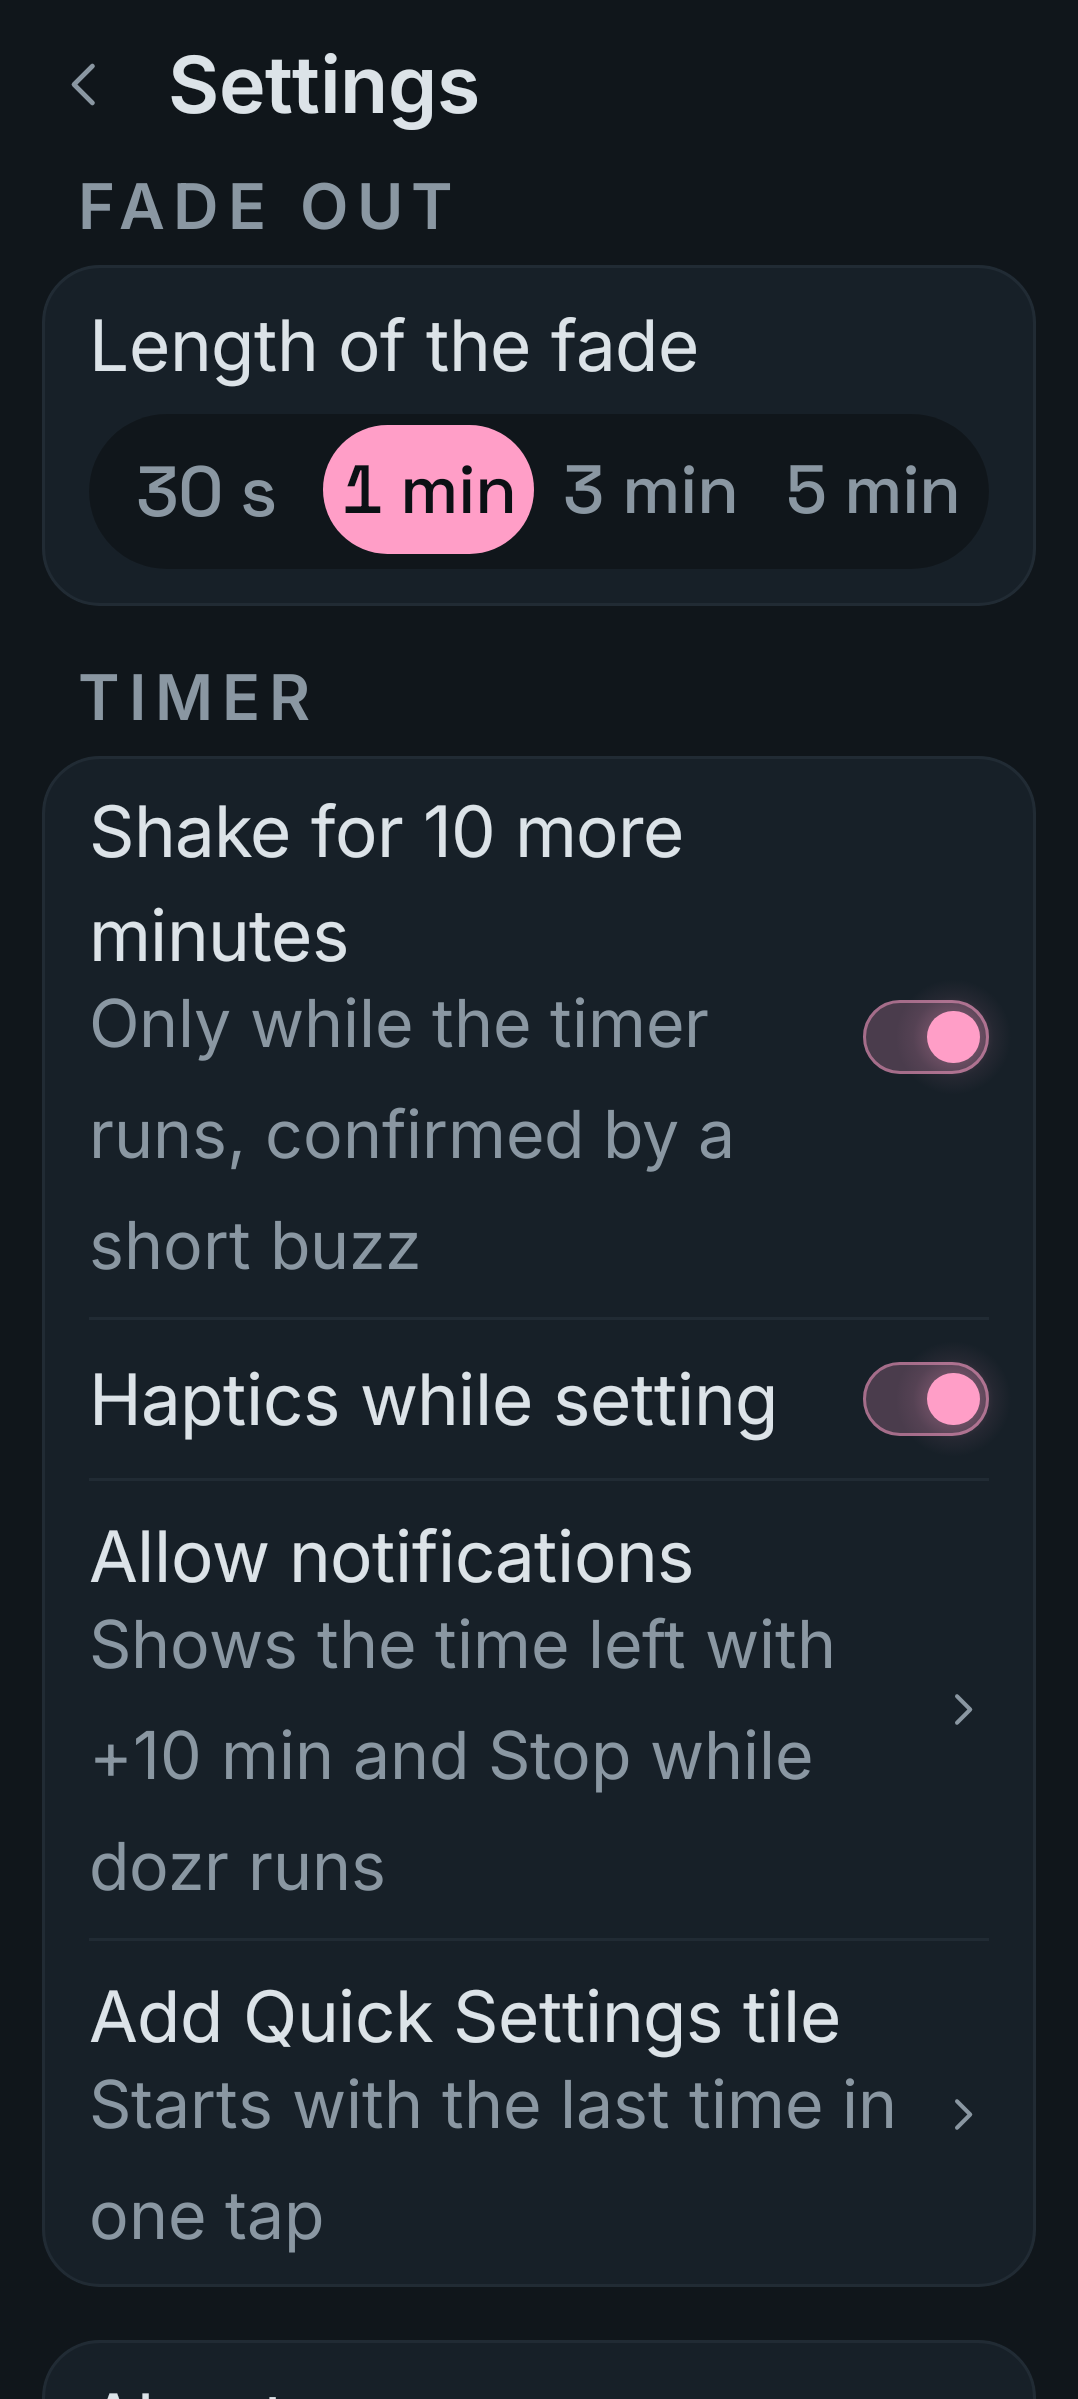 Settings
FADE OUT
Length of the fade
30 s 1 min 3 min 5 min
TIMER
Shake for 10 more
minutes
Only while the timer
runs, confirmed by a
short buzz
Haptics while setting
Allow notifications
Shows the time left with
+10 min and Stop while
dozr runs
Add Quick Settings tile
Starts with the last time in
one tap